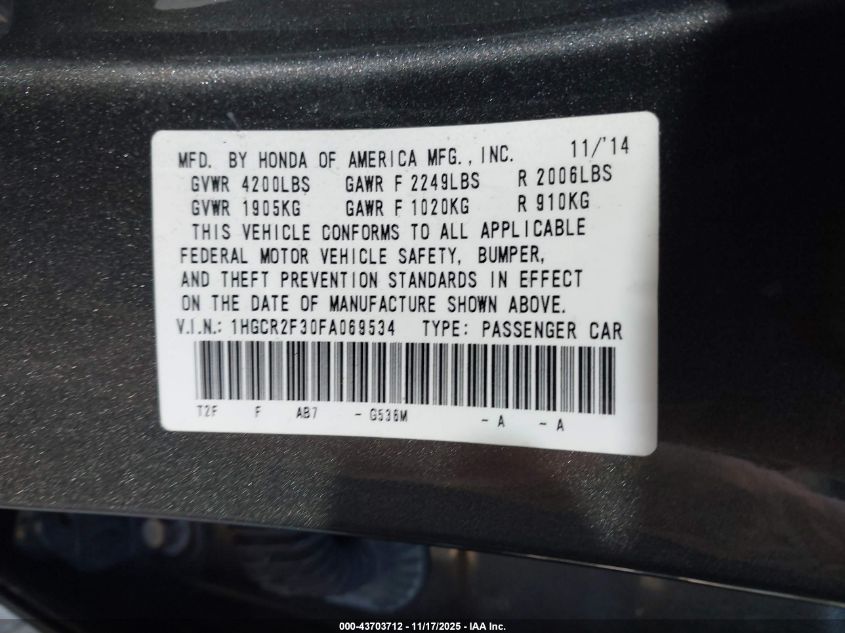 MFD. BY HONDA OF AMERICA MFG., INC. 11/'14
GVWR 4200LBS GAWR F 2249LBS R 2006LBS
GVWR 1905KG GAWR F 1020KG R 910KG
THIS VEHICLE CONFORMS TO ALL APPLICABLE
FEDERAL MOTOR VEHICLE SAFETY, BUMPER,
AND THEFT PREVENTION STANDARDS IN EFFECT
ON THE DATE OF MANUFACTURE SHOWN ABOVE.
V.I.N.: 1HGCR2F30FA069534 TYPE: PASSENGER CAR
T2F F AB7 - G536M - A - A
000-43703712 | 11/17/2025 - IAA Inc.